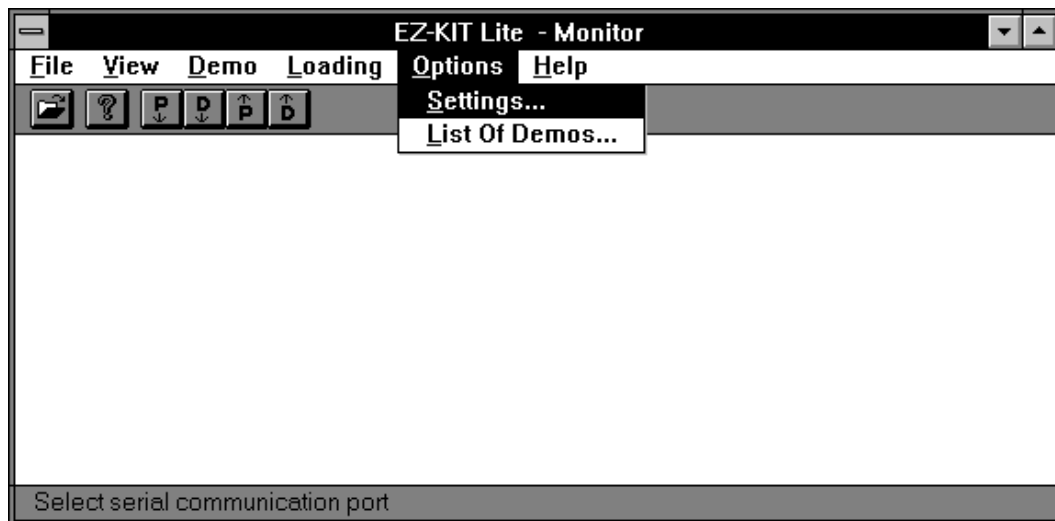 EZ-KIT Lite - Monitor
File View Demo Loading Options Help
P D P D
Settings...
List Of Demos...
Select serial communication port